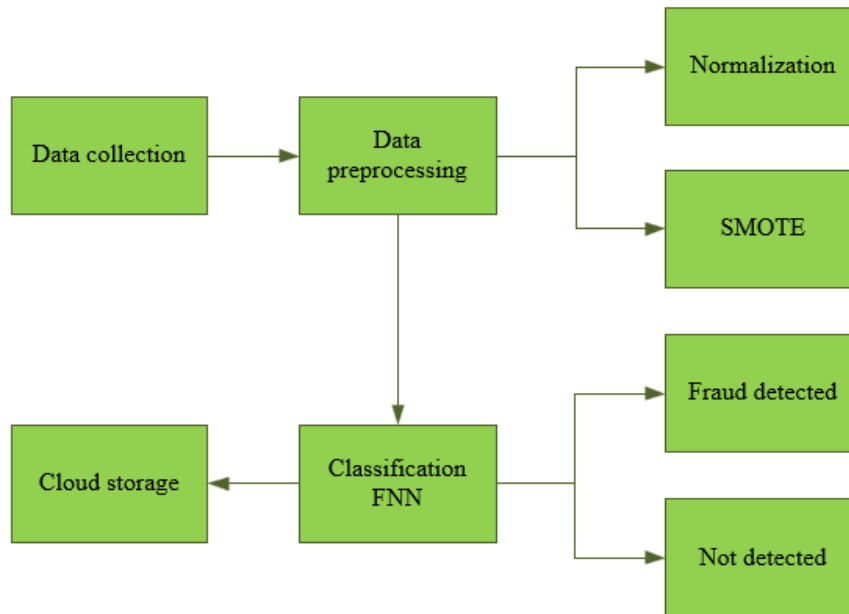 Normalization
Data collection
Data
preprocessing
SMOTE
Fraud detected
Cloud storage
Classification
FNN
Not detected